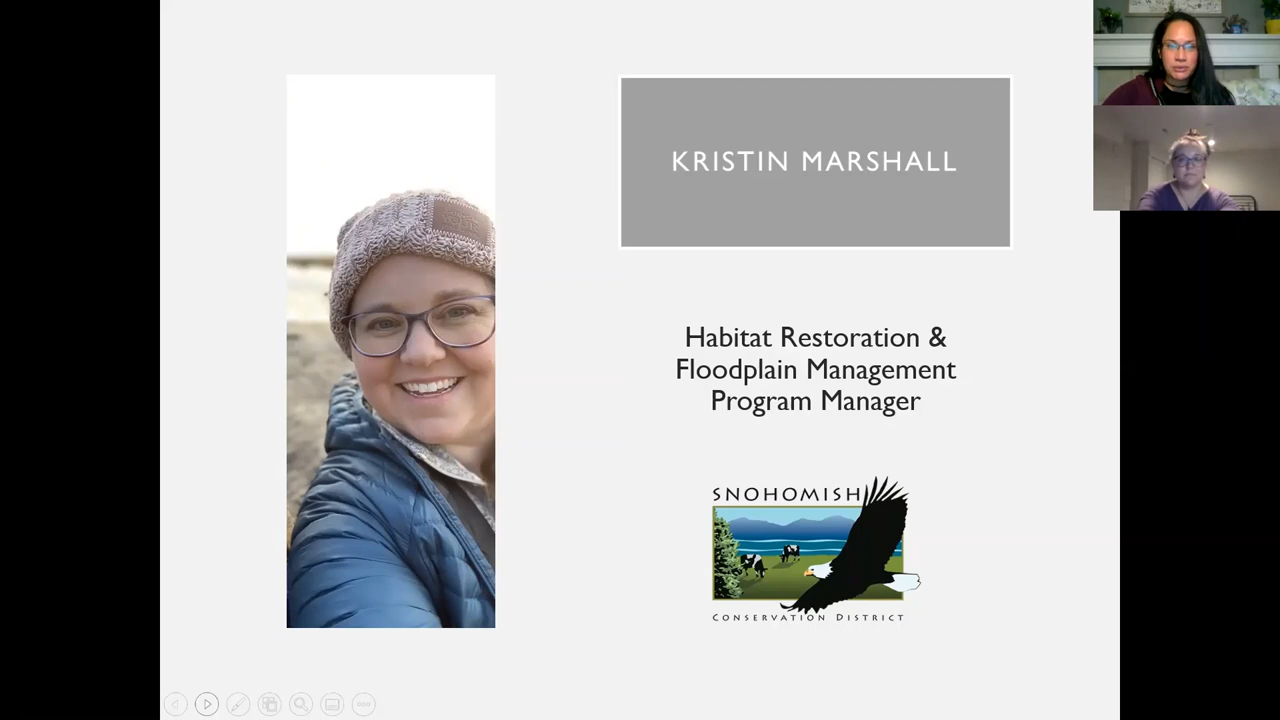 KRISTIN MARSHALL
Habitat Restoration &
Floodplain Management
Program Manager
SNOHOMISH
CONSERVATION DISTRICT